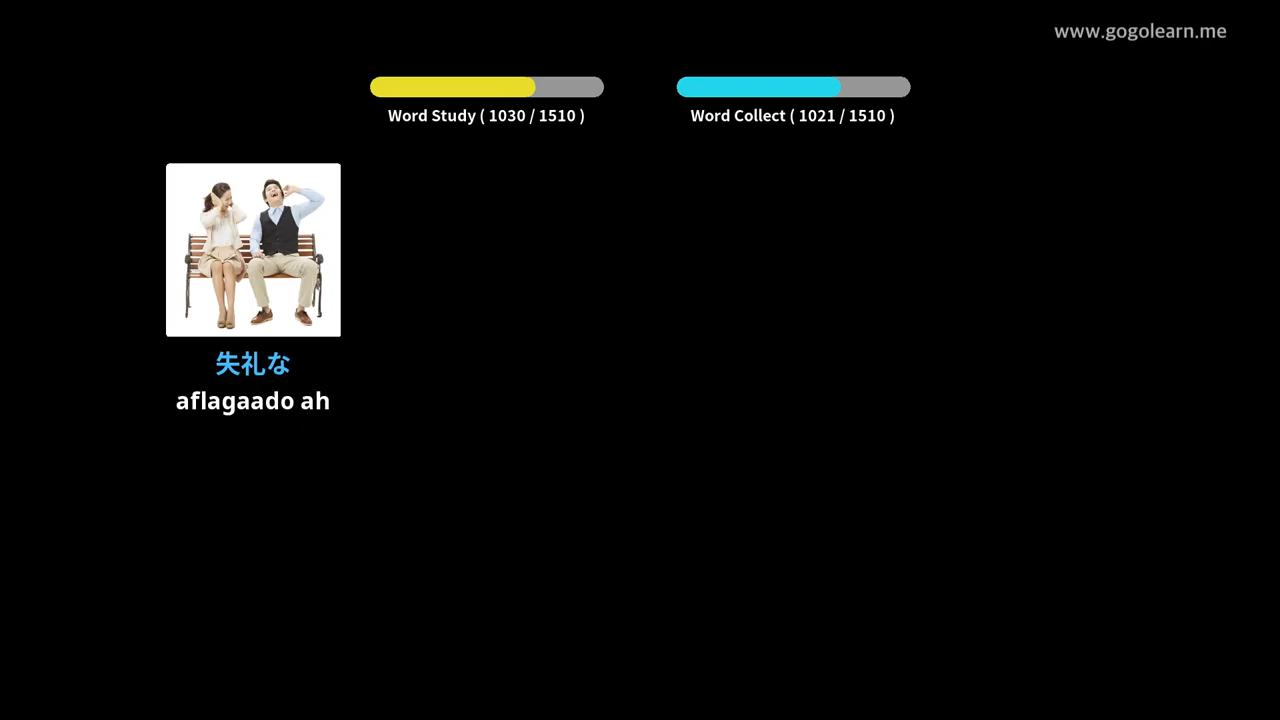 www.gogolearn.me
Word Study ( 1030 / 1510 )
Word Collect ( 1021 / 1510 )
失礼な
aflagaado ah